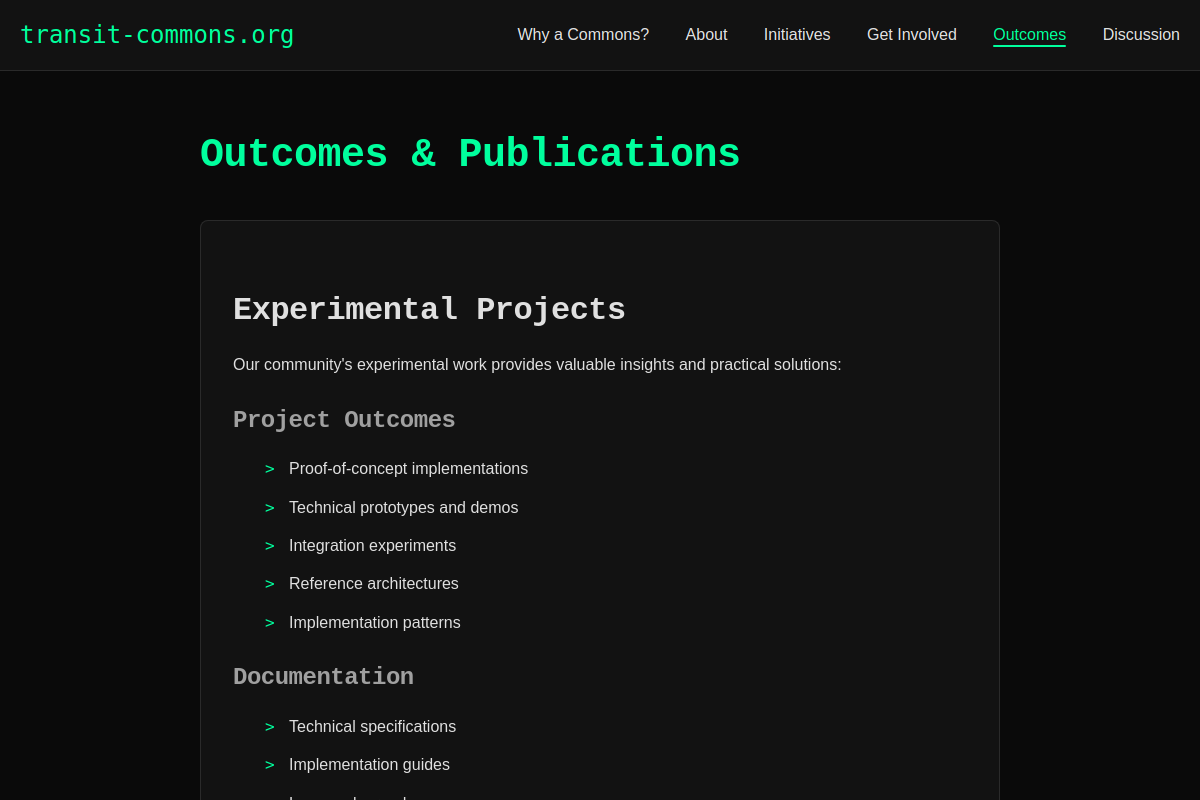 transit-commons.org
Why a Commons? About Initiatives Get Involved Outcomes Discussion
Outcomes & Publications
Experimental Projects
Our community's experimental work provides valuable insights and practical solutions:
Project Outcomes
> Proof-of-concept implementations
> Technical prototypes and demos
> Integration experiments
> Reference architectures
> Implementation patterns
Documentation
> Technical specifications
> Implementation guides